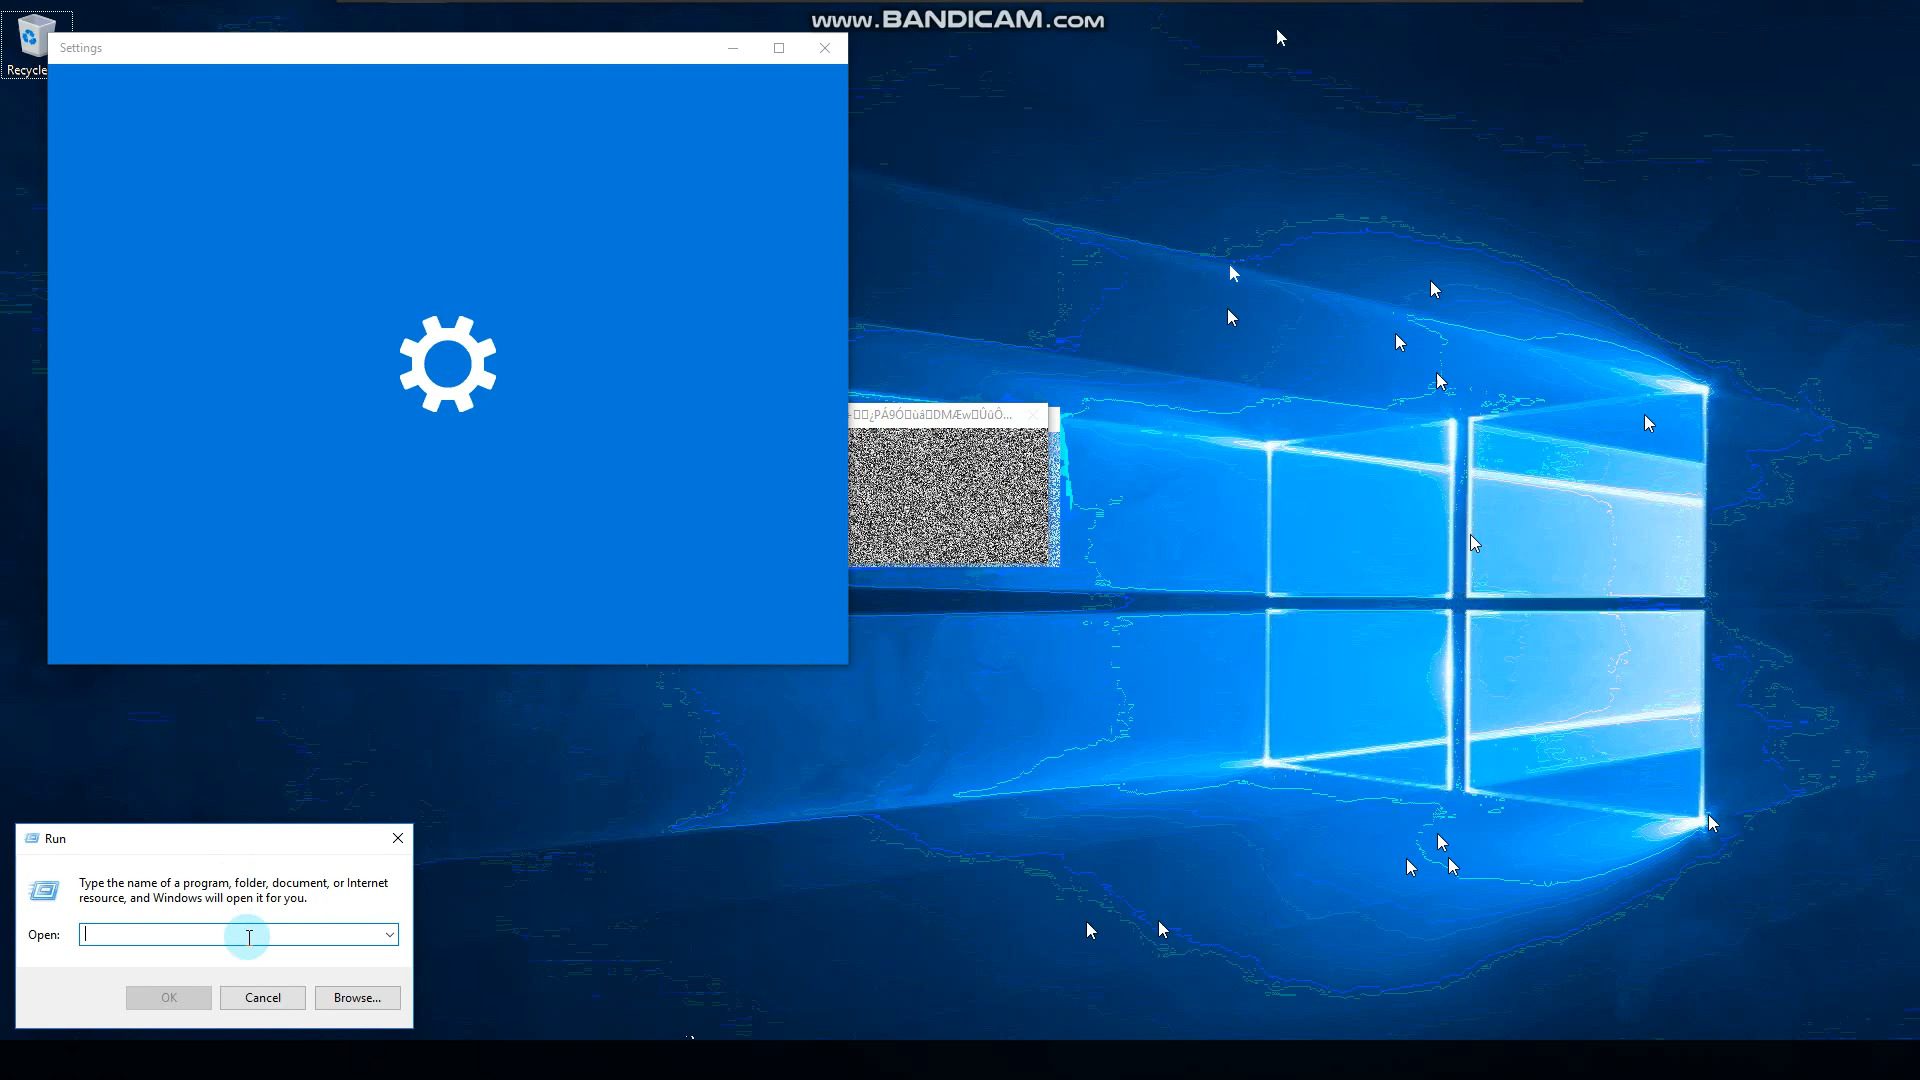 www.BANDICAM.com
Recycle
Settings
DMÆw
Run
Type the name of a program, folder, document, or Internet
resource, and Windows will open it for you.
Open:
OK
Cancel
Browse...